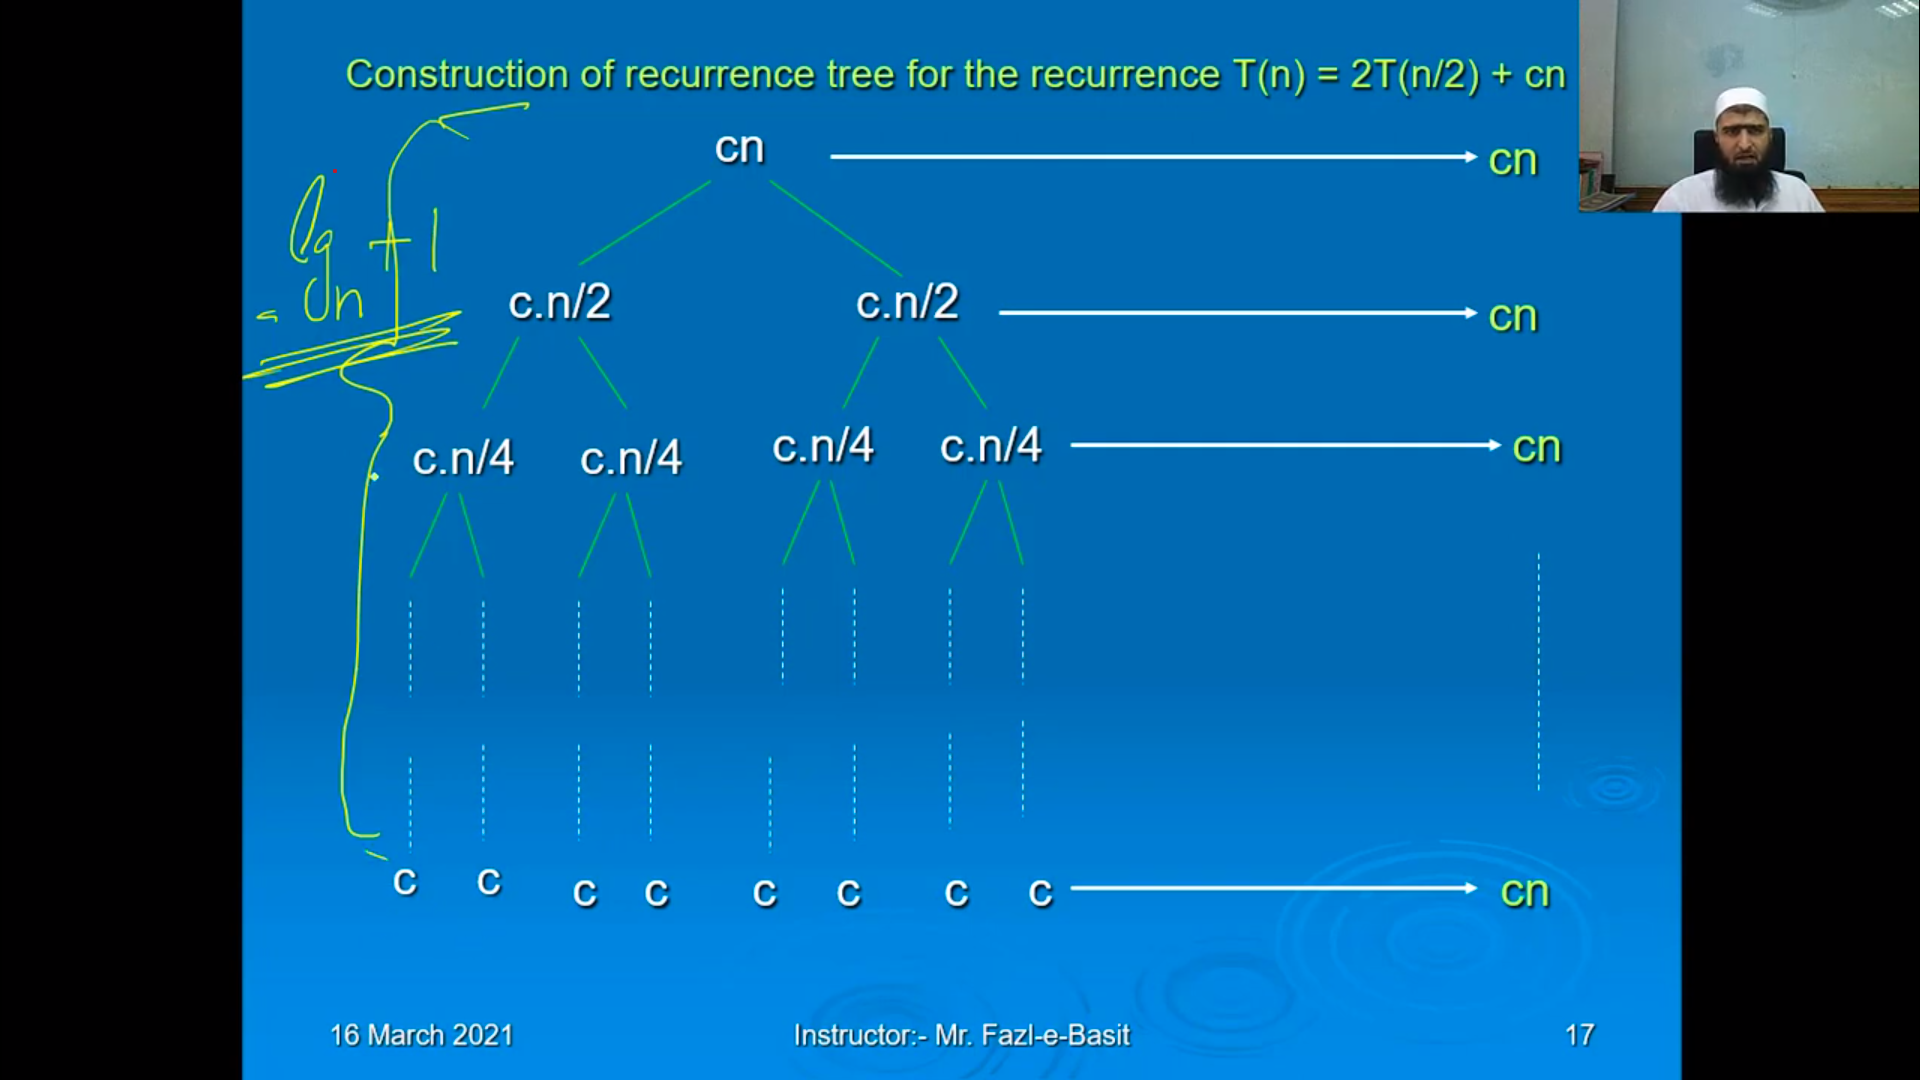 Construction of recurrence tree for the recurrence T(n) = 2T(n/2) + cn
cn cn
lg n + 1
c.n/2 c.n/2 cn
c.n/4 c.n/4 c.n/4 c.n/4 cn
c c c c c c c c cn
16 March 2021 Instructor:- Mr. Fazl-e-Basit 17